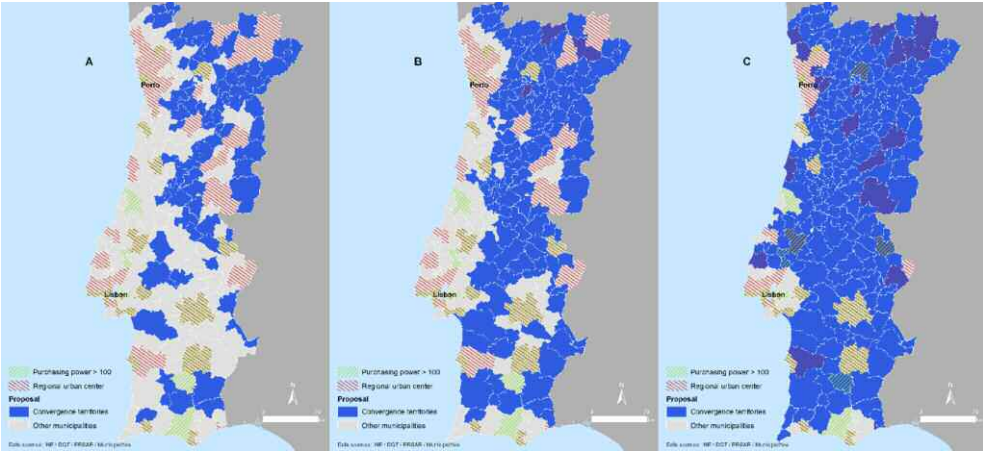 A
Porto
Lisbon
Purchasing power > 100
Regional urban center
Proposal
Convergence territories
Other municipalities
N
B
Porto
Lisbon
Purchasing power > 100
Regional urban center
Proposal
Convergence territories
Other municipalities
N
C
Porto
Lisbon
Purchasing power > 100
Regional urban center
Proposal
Convergence territories
Other municipalities
N